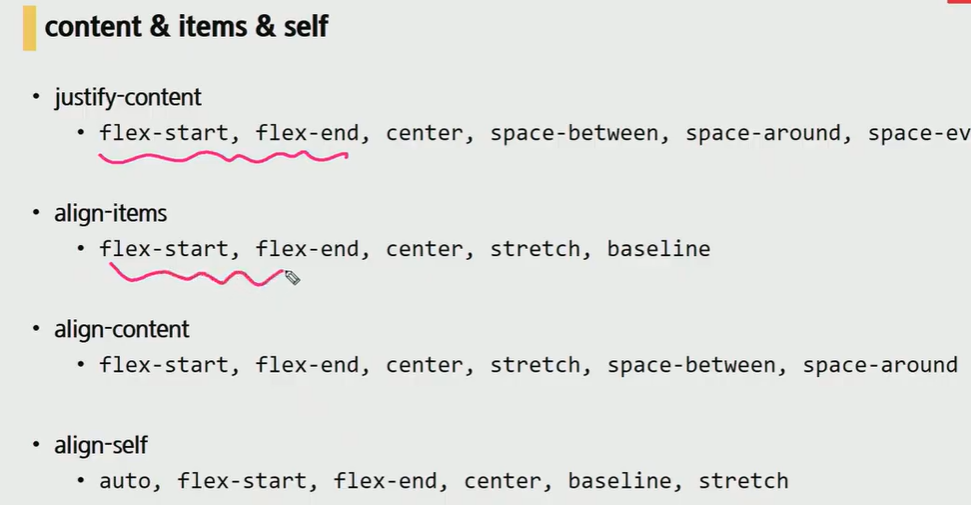 content & items & self
• justify-content
• flex-start, flex-end, center, space-between, space-around, space-ev
• align-items
• flex-start, flex-end, center, stretch, baseline
• align-content
• flex-start, flex-end, center, stretch, space-between, space-around
• align-self
• auto, flex-start, flex-end, center, baseline, stretch